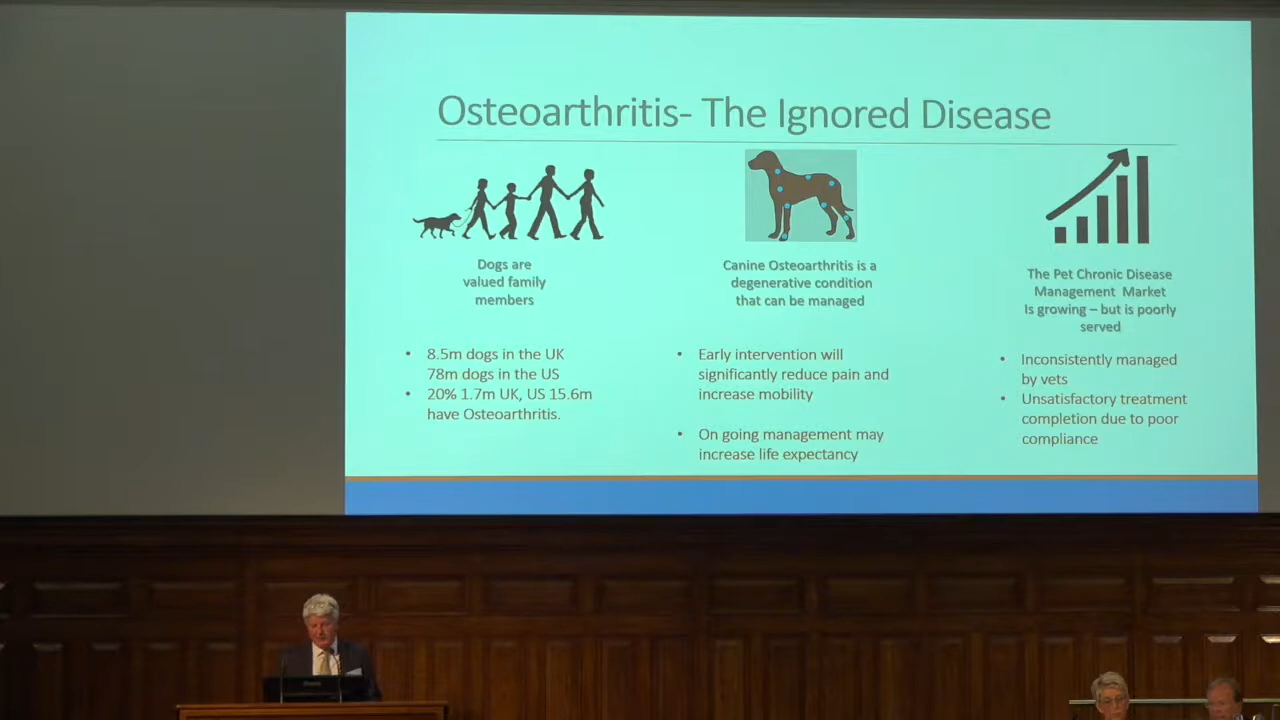 Osteoarthritis- The Ignored Disease
Dogs are
valued family
members
• 8.5m dogs in the UK
78m dogs in the US
• 20% 1.7m UK, US 15.6m
have Osteoarthritis.
Canine Osteoarthritis is a
degenerative condition
that can be managed
• Early intervention will
significantly reduce pain and
increase mobility
• On going management may
increase life expectancy
The Pet Chronic Disease
Management Market
Is growing – but is poorly
served
• Inconsistently managed
by vets
• Unsatisfactory treatment
completion due to poor
compliance